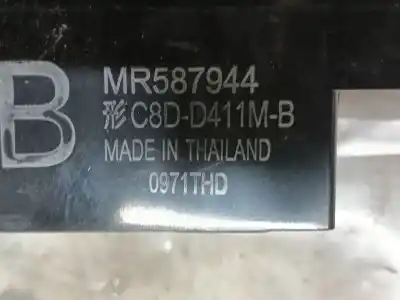 B
MR587944
形 C8D-D411M-B
MADE IN THAILAND
0971THD